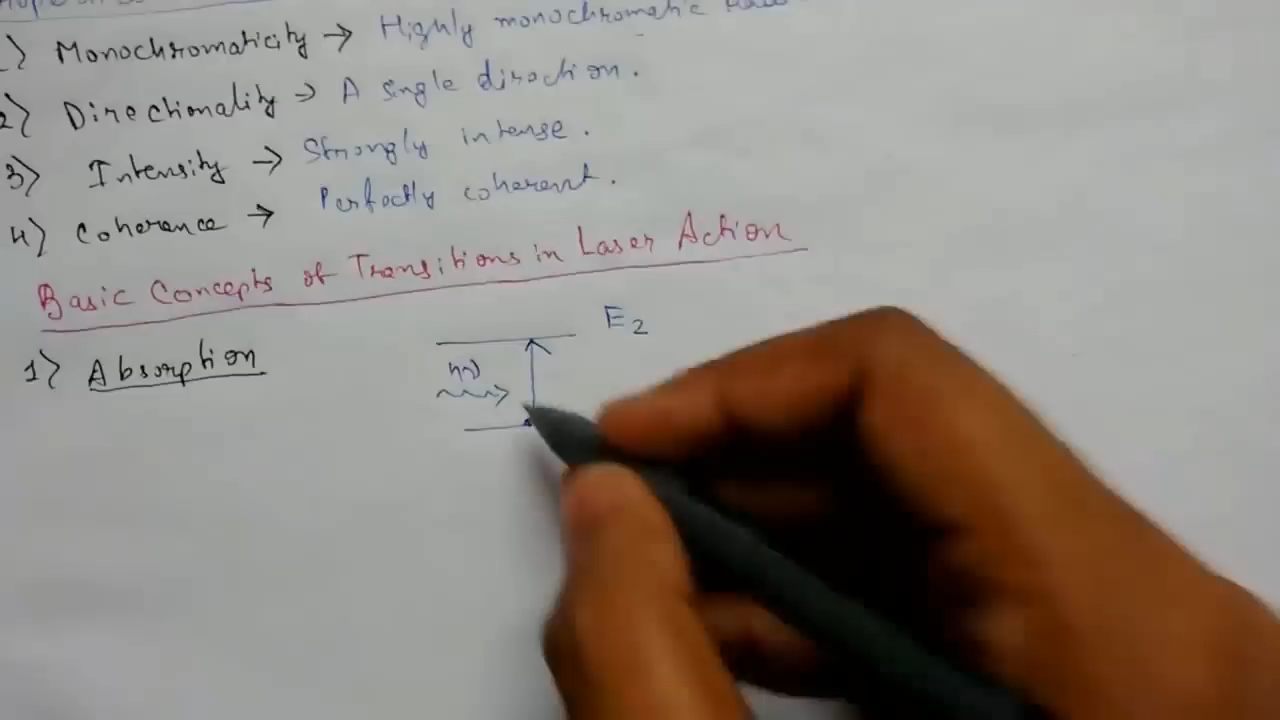 Monochromaticity → Highly monochromatic
2) Directionality → A single direction.
3) Intensity → Strongly intense.
4) Coherence → Perfectly coherent.
Basic Concepts of Transitions in Laser Action
1) Absorption
E2
hν